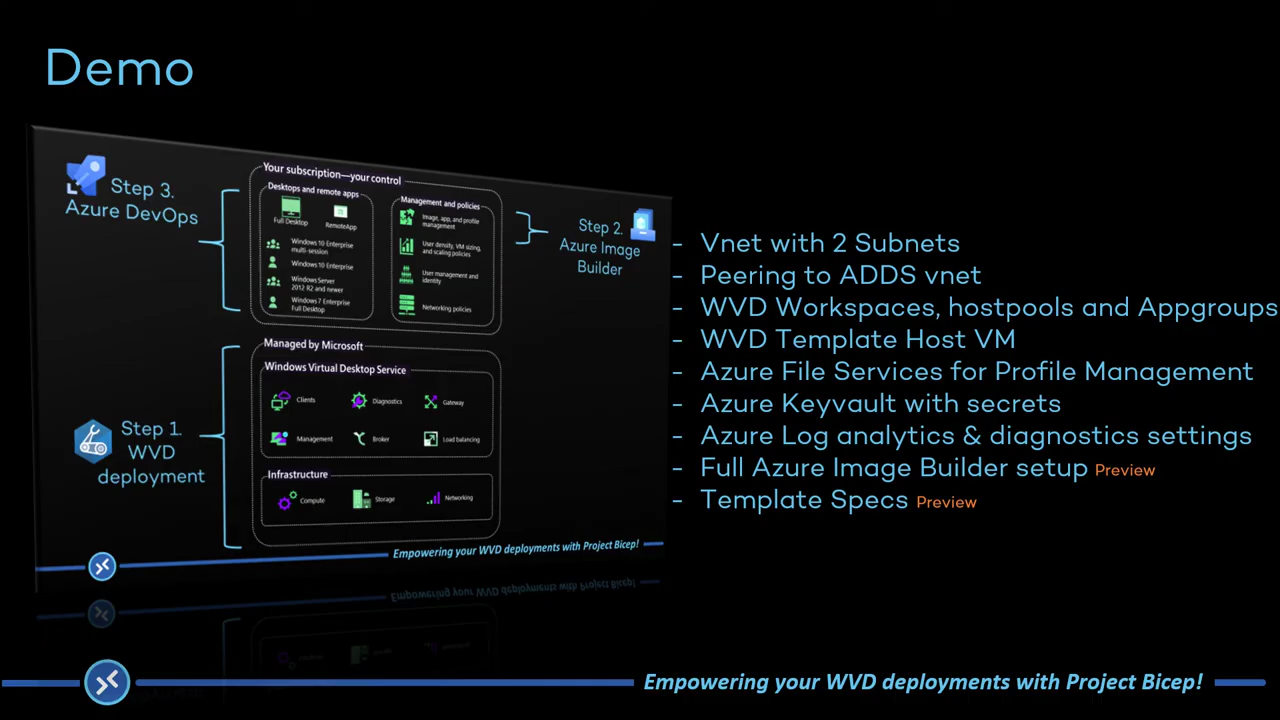 Demo
Step 3.
Azure DevOps
Your subscription—your control
Desktops and remote apps
Full Desktop
RemoteApp
Windows 10 Enterprise
multi-session
Windows 10 Enterprise
Windows Server
2012 R2 and newer
Windows 7 Enterprise
Full Desktop
Management and policies
Image, app, and profile
management
User density, VM sizing,
and scaling policies
User management and
identity
Networking policies
Step 2.
Azure Image
Builder
Step 1.
WVD
deployment
Managed by Microsoft
Windows Virtual Desktop Service
Clients
Diagnostics
Gateway
Management
Broker
Load balancing
Infrastructure
Compute
Storage
Networking
Empowering your WVD deployments with Project Bicep!
- Vnet with 2 Subnets
- Peering to ADDS vnet
- WVD Workspaces, hostpools and Appgroups
- WVD Template Host VM
- Azure File Services for Profile Management
- Azure Keyvault with secrets
- Azure Log analytics & diagnostics settings
- Full Azure Image Builder setup Preview
- Template Specs Preview
Empowering your WVD deployments with Project Bicep!